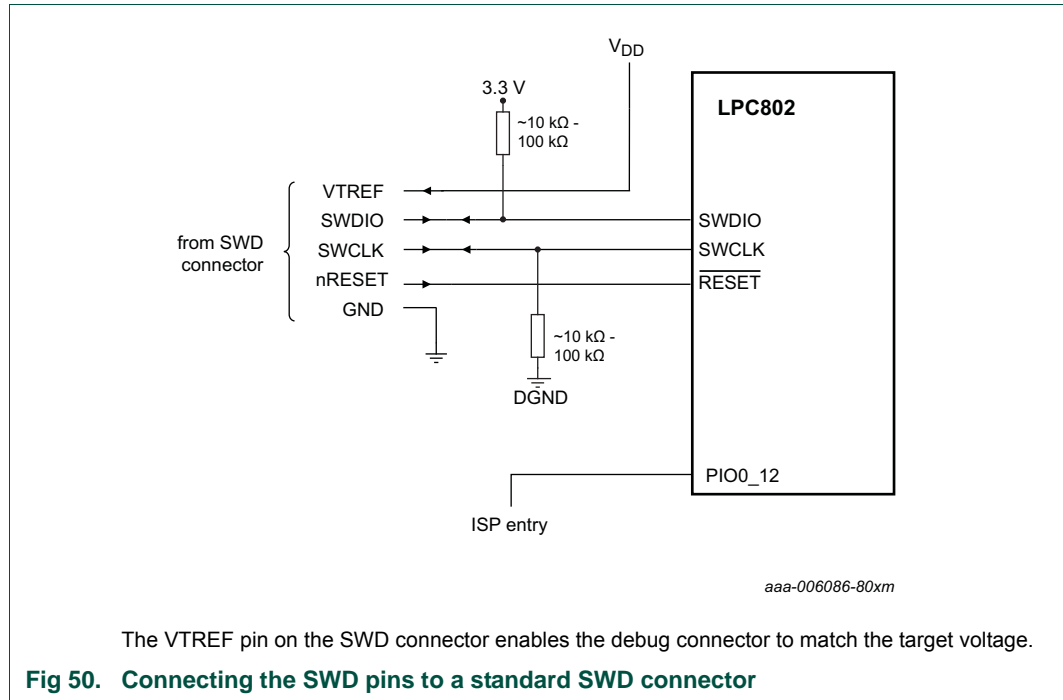 VDD
3.3 V
~10 kΩ -
100 kΩ
LPC802
VTREF
SWDIO
SWCLK
nRESET
GND
from SWD
connector
SWDIO
SWCLK
RESET
~10 kΩ -
100 kΩ
DGND
PIO0_12
ISP entry
aaa-006086-80xm
The VTREF pin on the SWD connector enables the debug connector to match the target voltage.
Fig 50. Connecting the SWD pins to a standard SWD connector